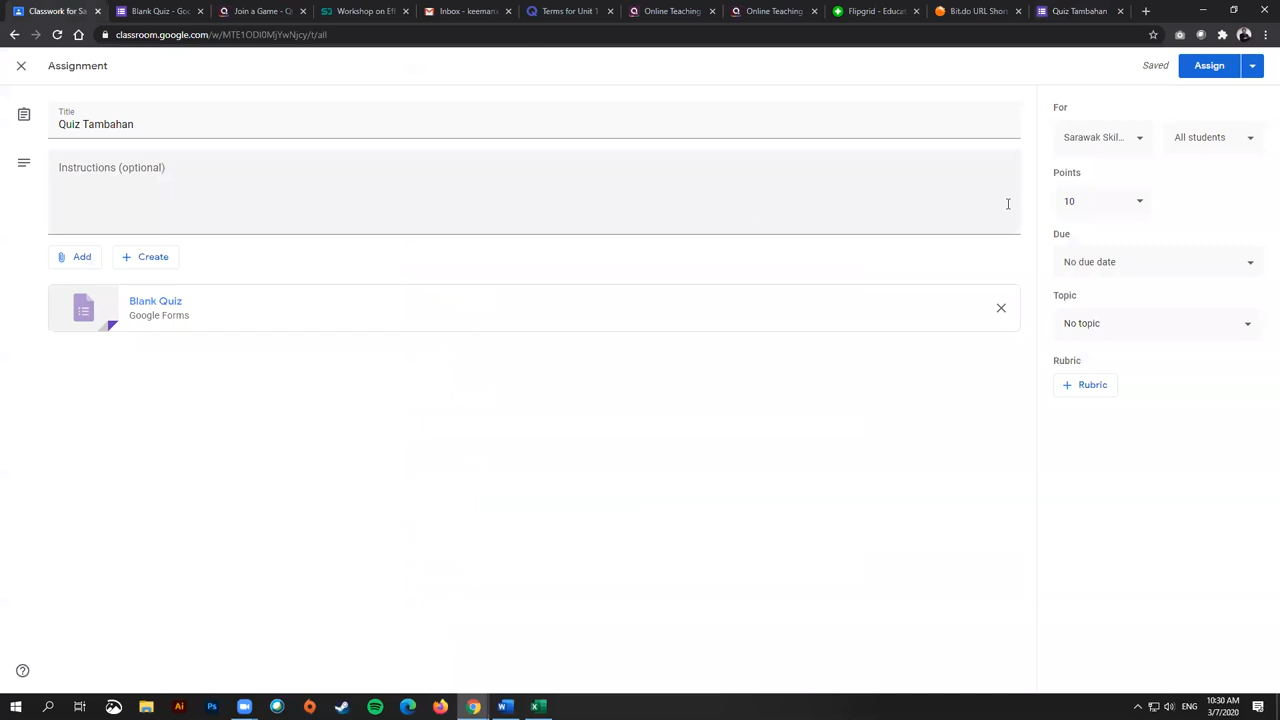 Classwork for Sa
Blank Quiz - Go
Join a Game - Q
Workshop on Eff
Inbox - keeman
Terms for Unit 1
Online Teaching
Online Teaching
Flipgrid - Educat
Bit.do URL Short
Quiz Tambahan
classroom.google.com/w/MTE1ODI0MjYwNjcy/t/all
Assignment
Saved
Assign
Title
Quiz Tambahan
Instructions (optional)
Add
Create
Blank Quiz
Google Forms
For
Sarawak Skil...
All students
Points
10
Due
No due date
Topic
No topic
Rubric
Rubric
ENG
10:30 AM
3/7/2020